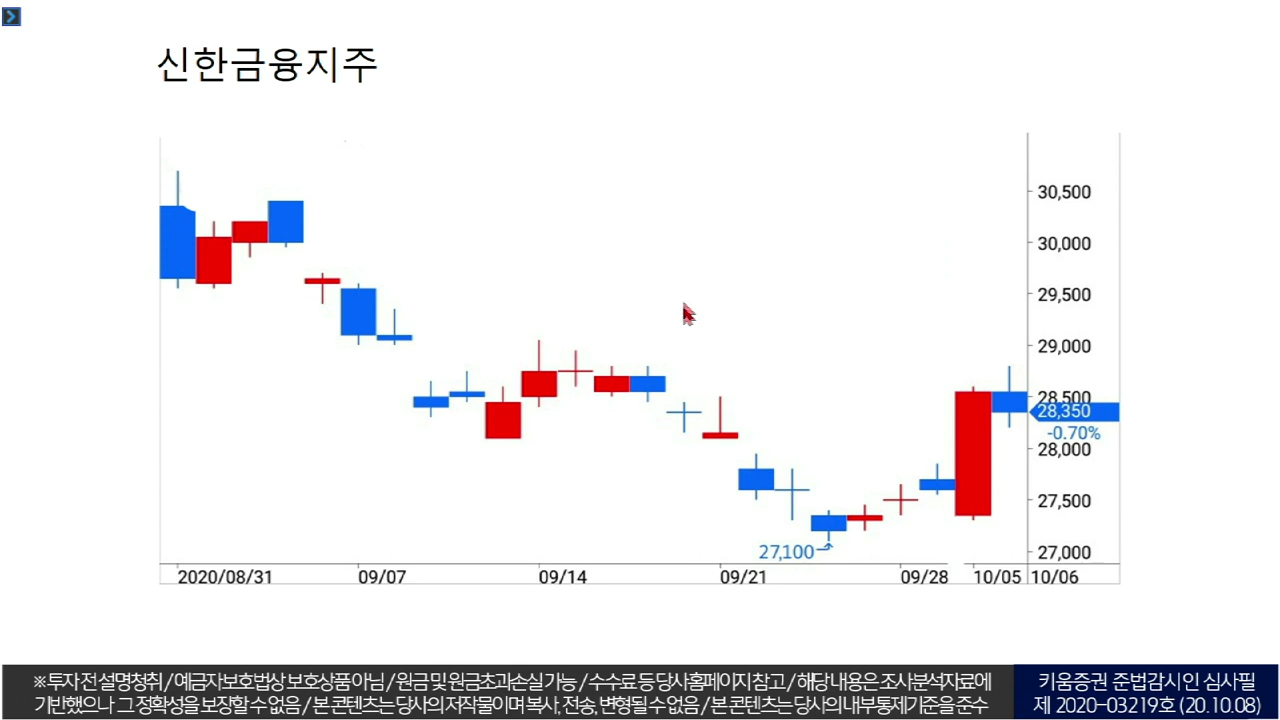 신한금융지주
30,500
30,000
29,500
29,000
28,500
28,350
-0.70%
28,000
27,500
27,100
27,000
2020/08/31 09/07 09/14 09/21 09/28 10/05 10/06
※투자 전 설명청취 / 예금자보호법상 보호상품 아님 / 원금 및 원금초과손실 가능 / 수수료 등 당사홈페이지 참고 / 해당 내용은 조사분석자료에
기반했으나 그 정확성을 보장할 수 없음 / 본 콘텐츠는 당사의 저작물이며 복사, 전송, 변형될 수 없음 / 본 콘텐츠는 당사의 내부통제기준을 준수
키움증권 준법감시인 심사필
제 2020-03219호 (20.10.08)